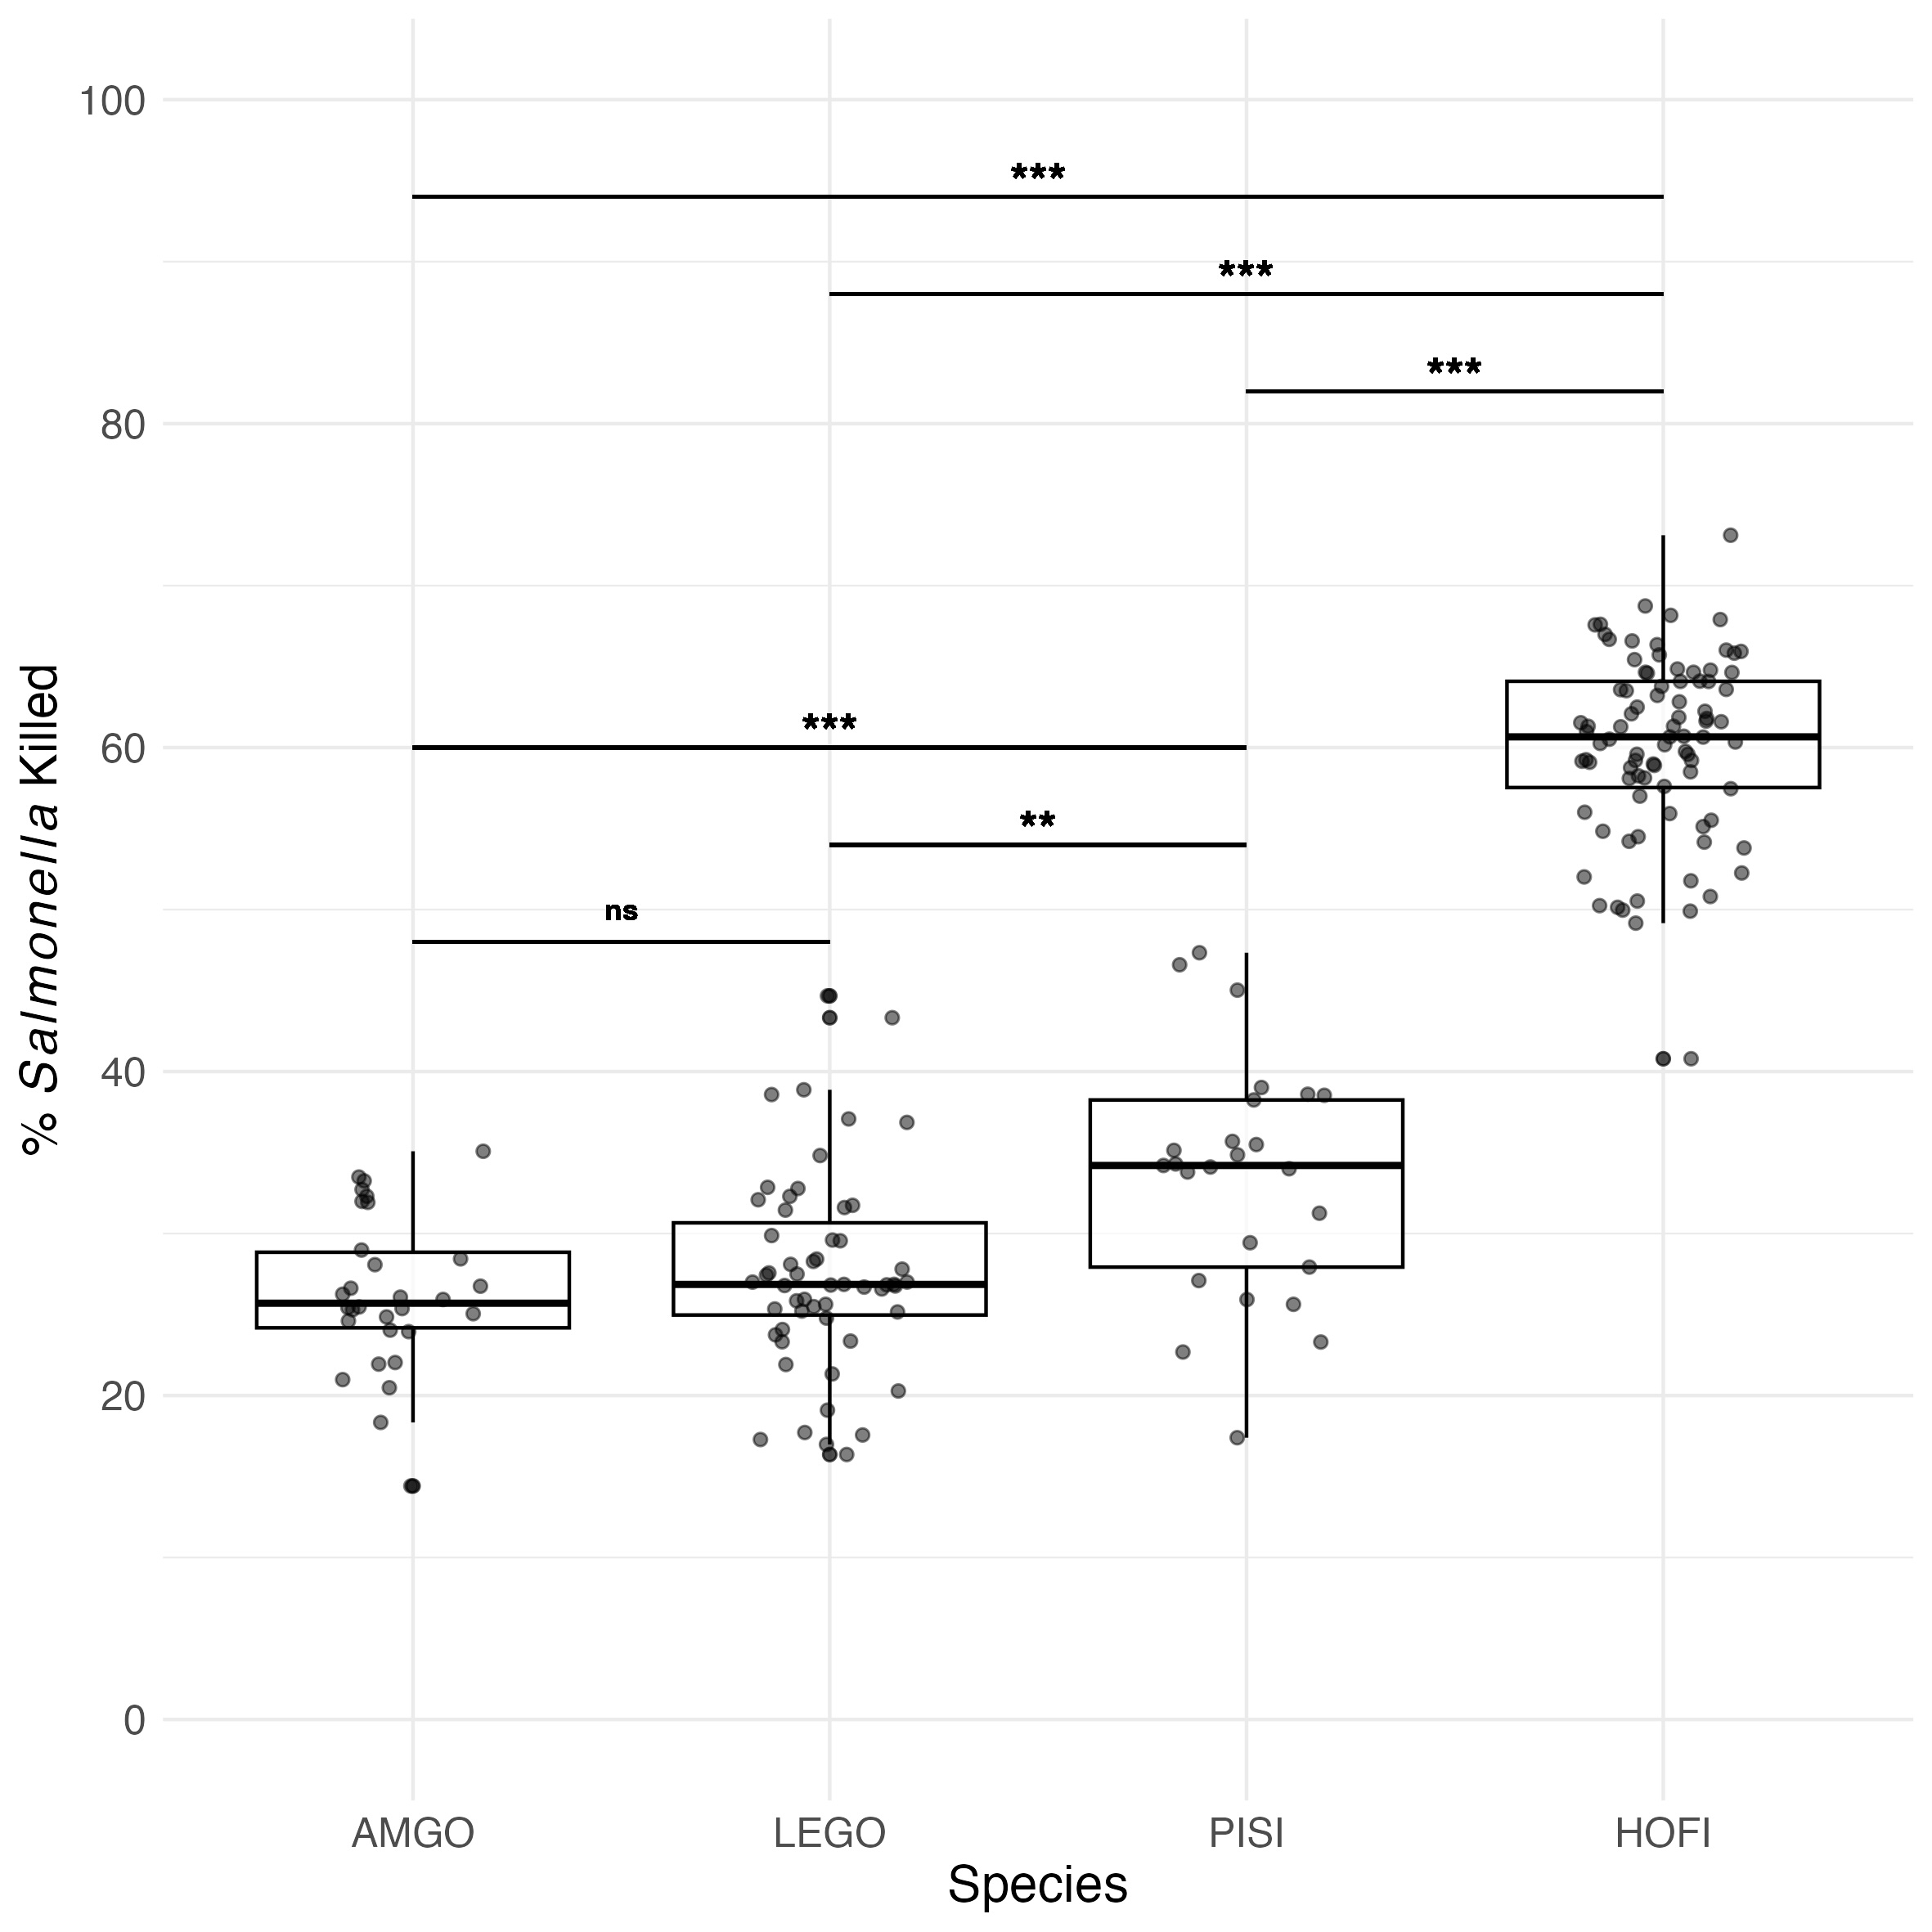 100
80
60
40
20
0
% Salmonella Killed
***
***
***
***
**
ns
AMGO
LEGO
PISI
HOFI
Species